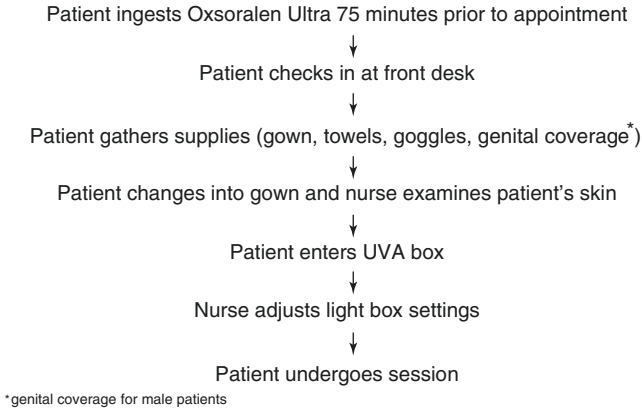 Patient ingests Oxsoralen Ultra 75 minutes prior to appointment
Patient checks in at front desk
Patient gathers supplies (gown, towels, goggles, genital coverage*)
Patient changes into gown and nurse examines patient's skin
Patient enters UVA box
Nurse adjusts light box settings
Patient undergoes session
*genital coverage for male patients